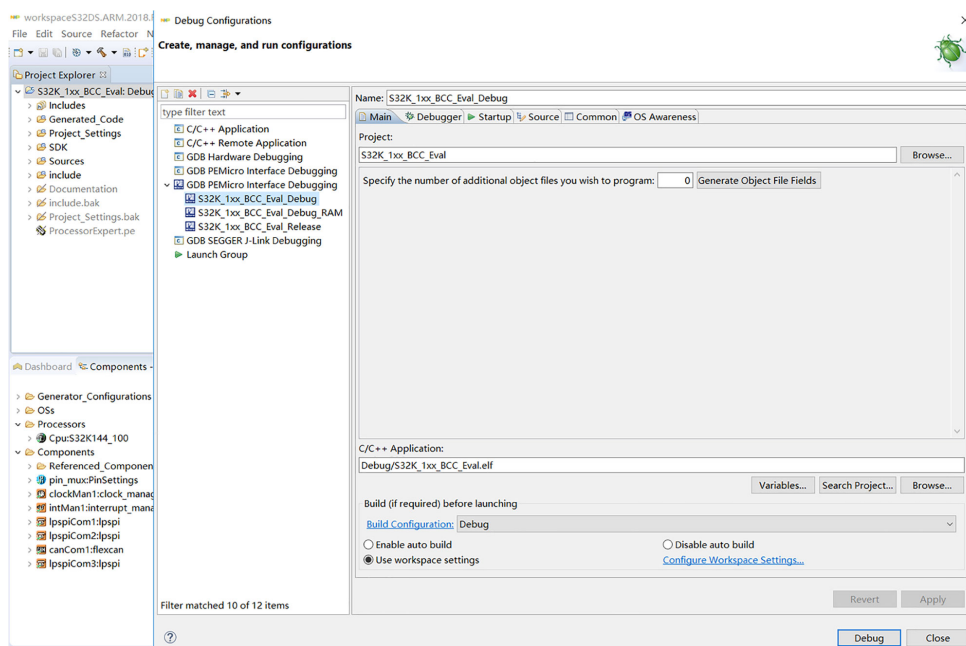 workspaceS32DS.ARM.2018.
File Edit Source Refactor N
Project Explorer
S32K_1xx_BCC_Eval: Debug
Includes
Generated_Code
Project_Settings
SDK
Sources
include
Documentation
include.bak
Project_Settings.bak
ProcessorExpert.pe
Dashboard Components
Generator_Configurations
OSs
Processors
Cpu:S32K144_100
Components
Referenced_Componen
pin_mux:PinSettings
clockMan1:clock_manag
intMan1:interrupt_mana
lpspiCom1:lpspi
lpspiCom2:lpspi
canCom1:flexcan
lpspiCom3:lpspi
Debug Configurations
Create, manage, and run configurations
type filter text
C/C++ Application
C/C++ Remote Application
GDB Hardware Debugging
GDB PEMicro Interface Debugging
GDB PEMicro Interface Debugging
S32K_1xx_BCC_Eval_Debug
S32K_1xx_BCC_Eval_Debug_RAM
S32K_1xx_BCC_Eval_Release
GDB SEGGER J-Link Debugging
Launch Group
Filter matched 10 of 12 items
Name: S32K_1xx_BCC_Eval_Debug
Main Debugger Startup Source Common OS Awareness
Project:
S32K_1xx_BCC_Eval Browse...
Specify the number of additional object files you wish to program: 0 Generate Object File Fields
C/C++ Application:
Debug/S32K_1xx_BCC_Eval.elf
Variables... Search Project... Browse...
Build (if required) before launching
Build Configuration: Debug
Enable auto build Disable auto build
Use workspace settings Configure Workspace Settings...
Revert Apply
Debug Close